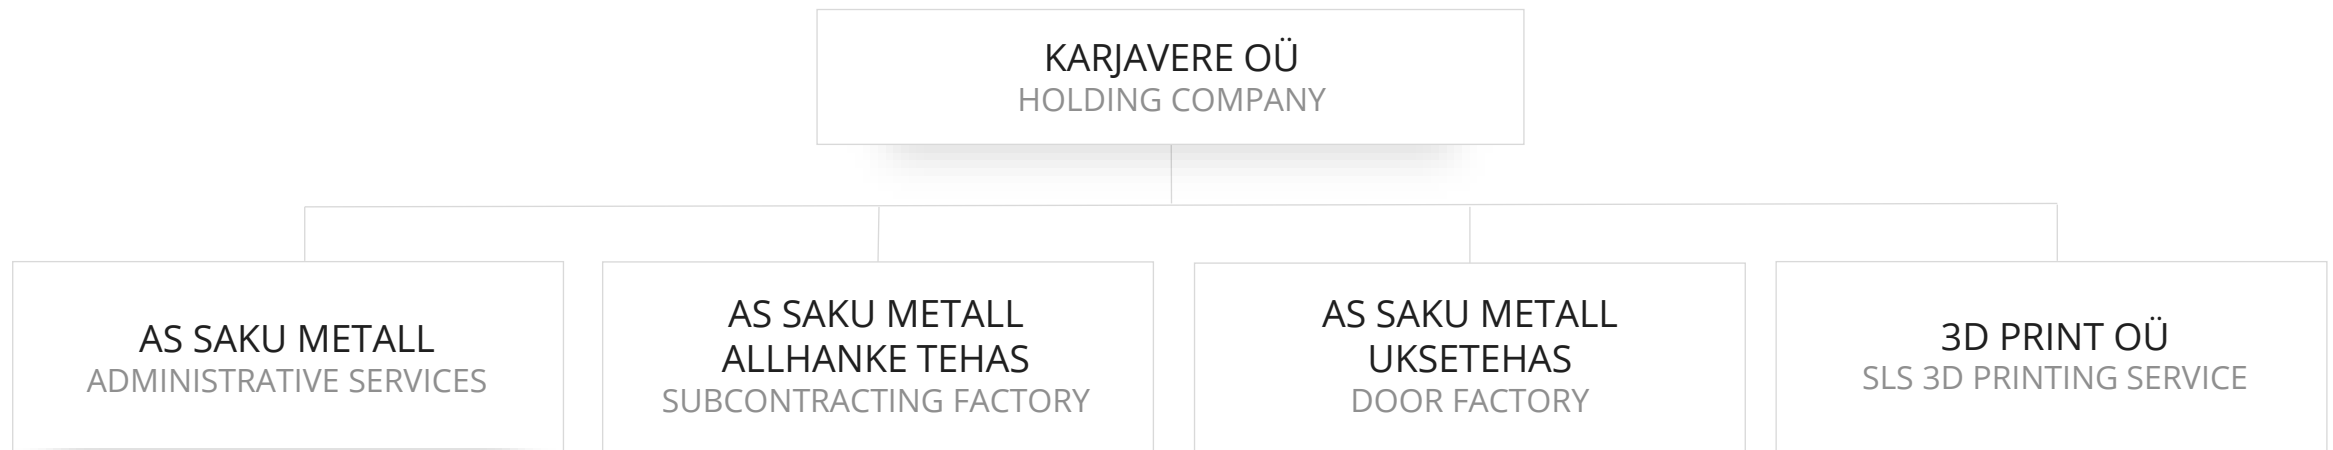 KARJAVERE OÜ
HOLDING COMPANY
AS SAKU METALL
ADMINISTRATIVE SERVICES
AS SAKU METALL
ALLHANKE TEHAS
SUBCONTRACTING FACTORY
AS SAKU METALL
UKSETEHAS
DOOR FACTORY
3D PRINT OÜ
SLS 3D PRINTING SERVICE